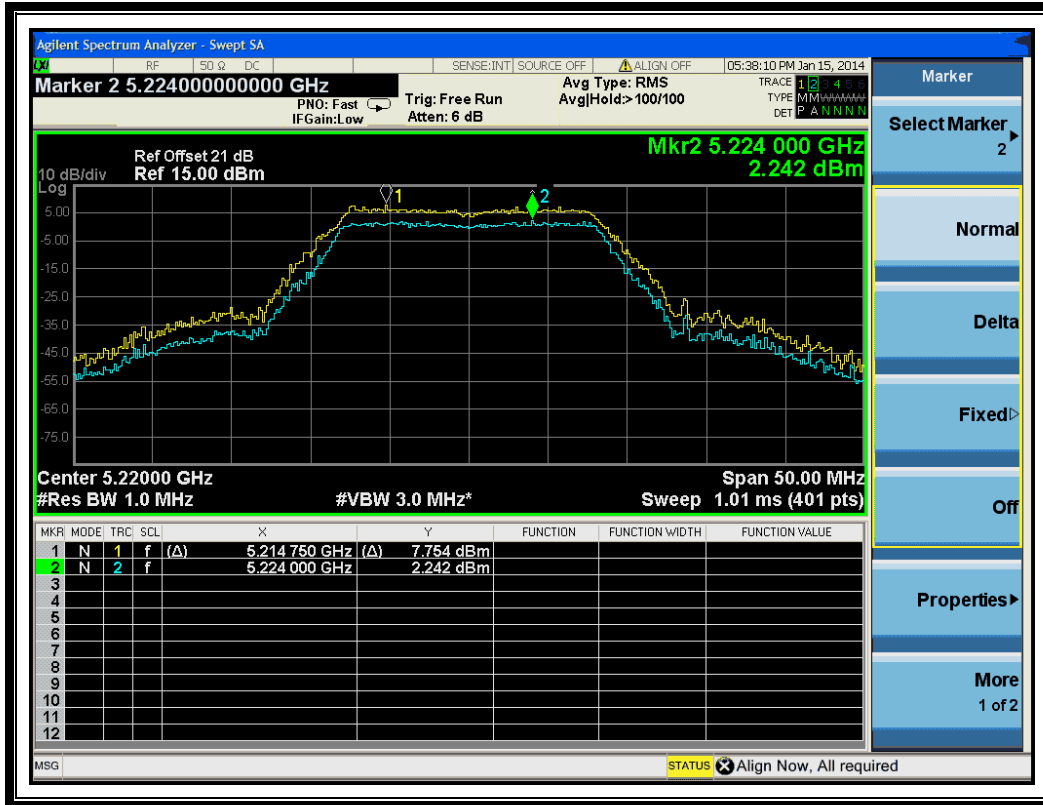 Agilent Spectrum Analyzer - Swept SA
RF 50 Ω DC SENSE:INT SOURCE OFF ALIGN OFF 05:38:10 PM Jan 15, 2014
Marker 2 5.224000000000 GHz
PNO: Fast
IFGain:Low
Trig: Free Run
Atten: 6 dB
Avg Type: RMS
Avg|Hold:>100/100
TRACE 1 2 3 4 5 6
TYPE MMWWWW
DET P A N N N N
Mkr2 5.224 000 GHz
2.242 dBm
Ref Offset 21 dB
10 dB/div Ref 15.00 dBm
Log
1 2
5.00
-5.00
-15.0
-25.0
-35.0
-45.0
-55.0
-65.0
-75.0
Center 5.22000 GHz Span 50.00 MHz
#Res BW 1.0 MHz #VBW 3.0 MHz* Sweep 1.01 ms (401 pts)
MKR MODE TRC SCL X Y FUNCTION FUNCTION WIDTH FUNCTION VALUE
1 N 1 f (Δ) 5.214 750 GHz (Δ) 7.754 dBm
2 N 2 f 5.224 000 GHz 2.242 dBm
3
4
5
6
7
8
9
10
11
12
MSG STATUS Align Now, All required
Marker
Select Marker
2
Normal
Delta
Fixed
Off
Properties
More
1 of 2